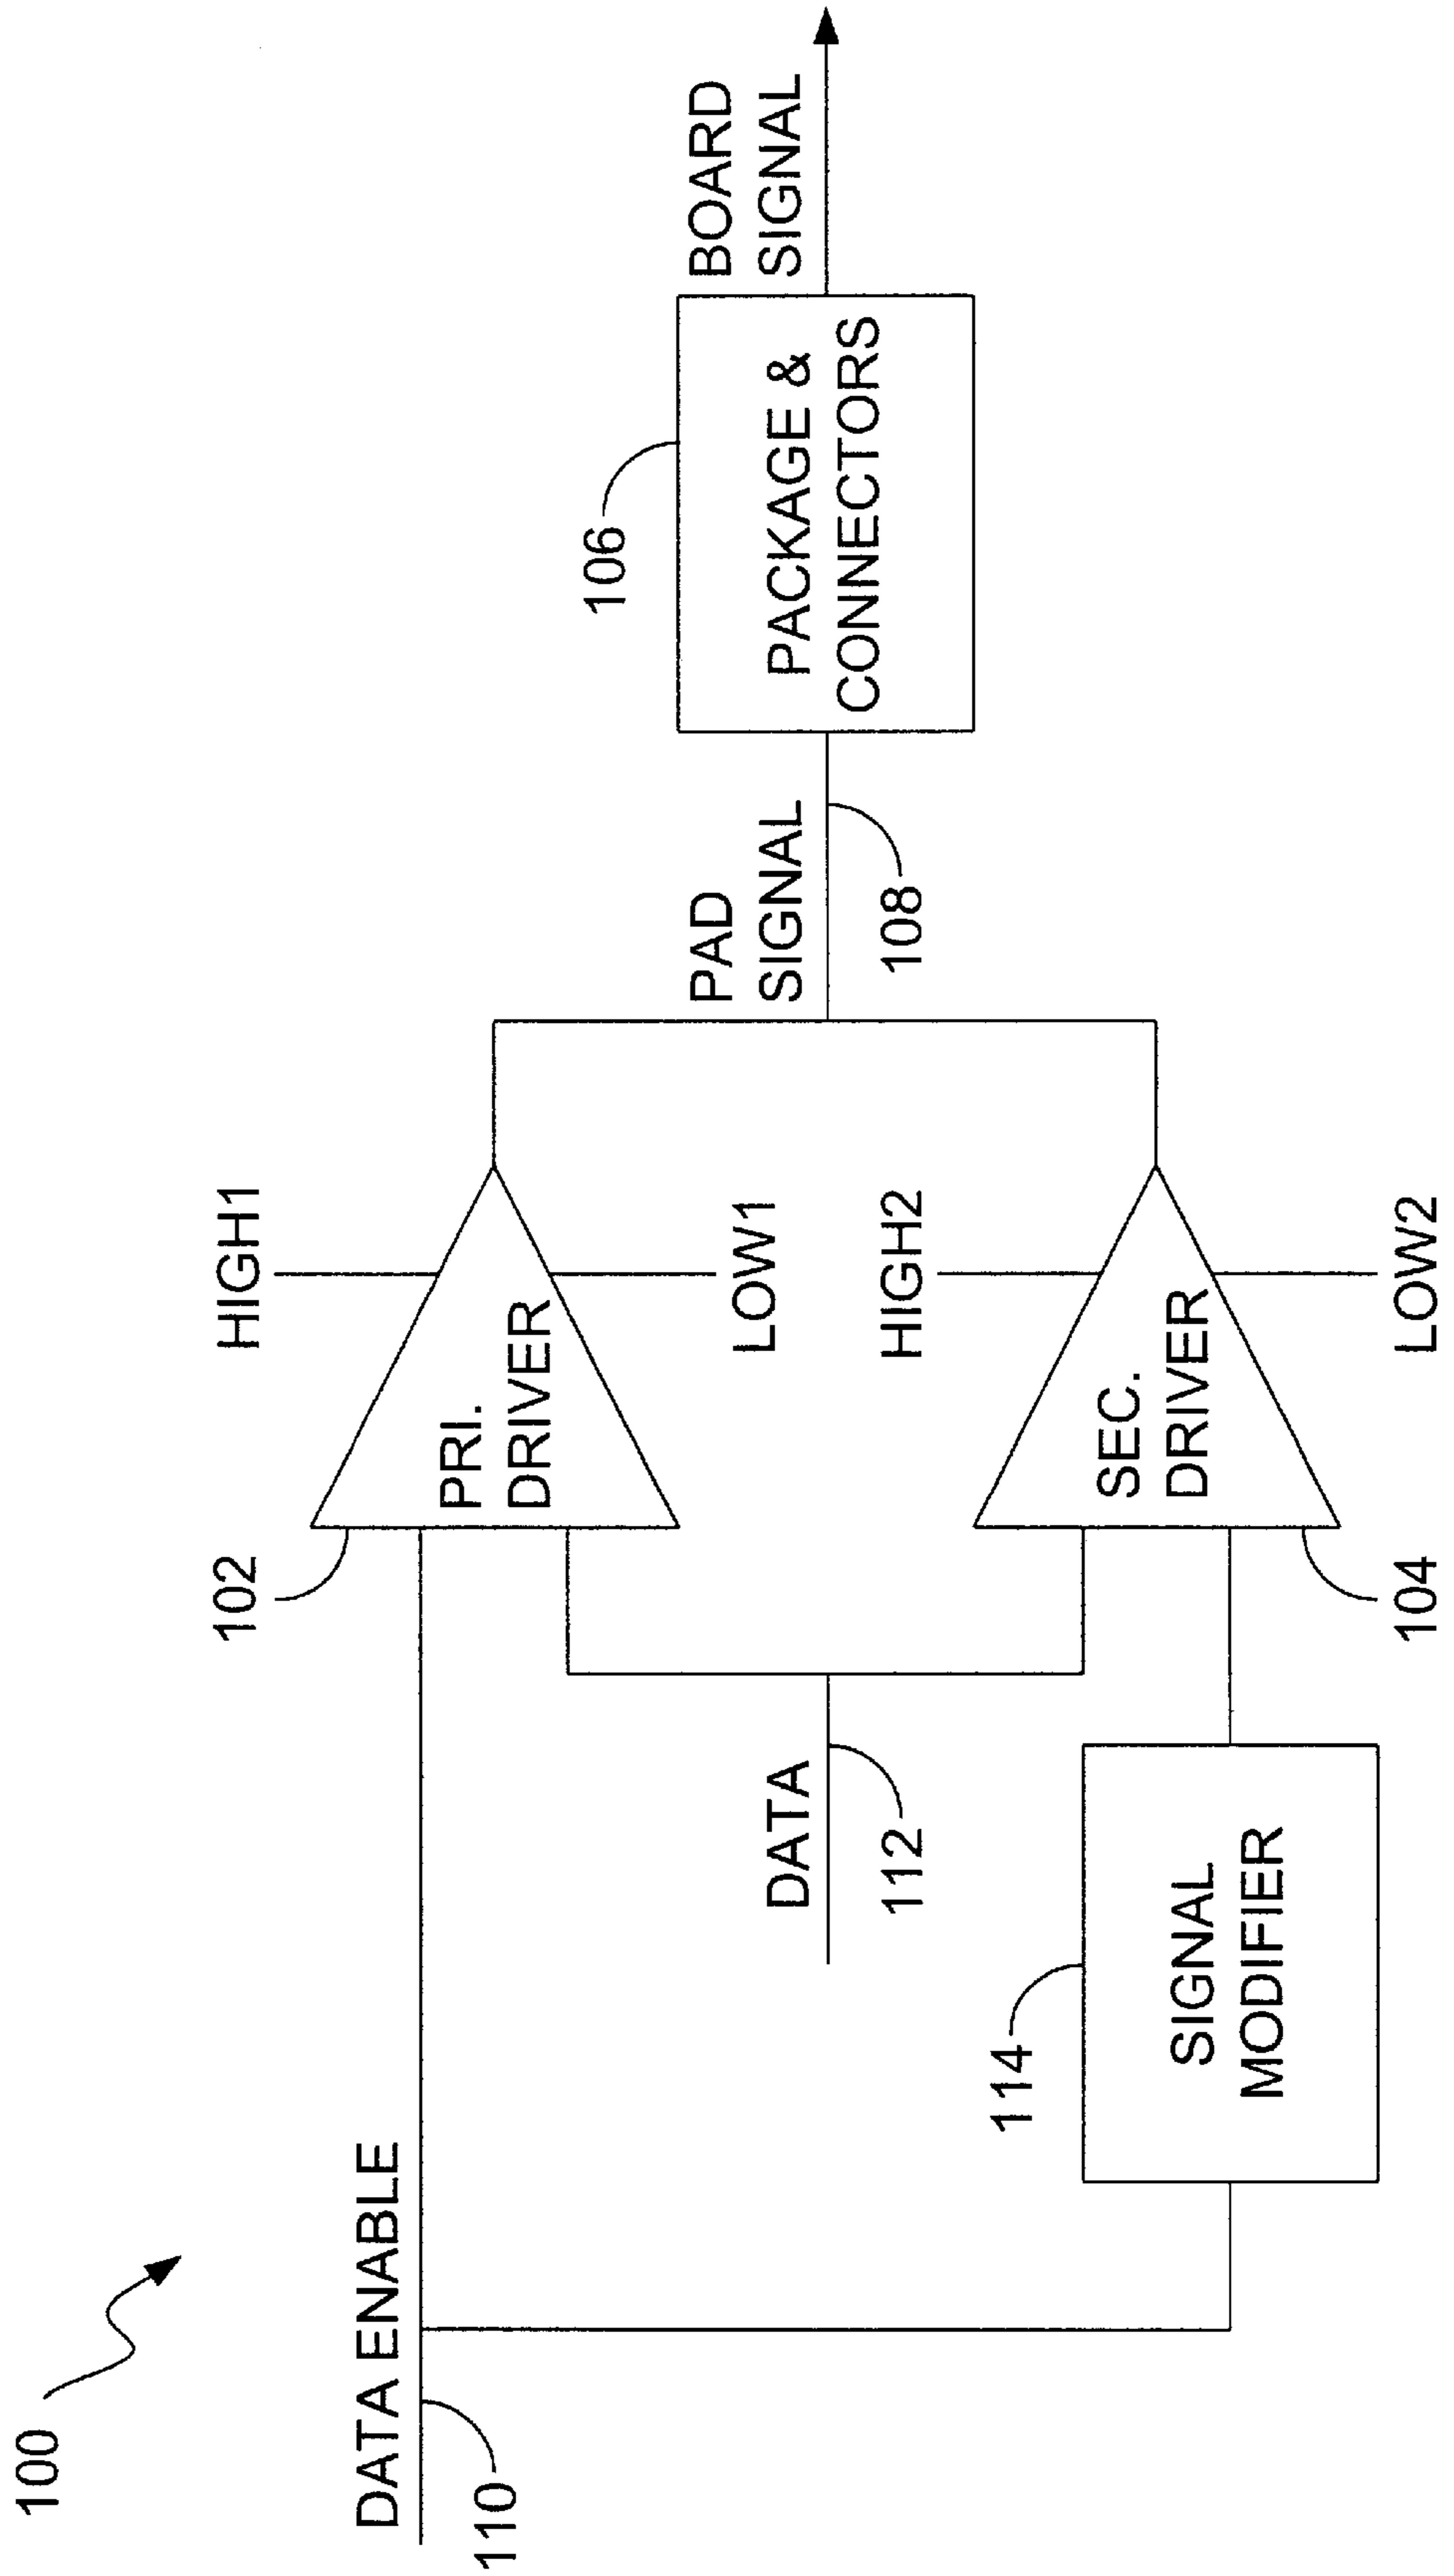 100
DATA ENABLE
110
DATA
112
114
SIGNAL
MODIFIER
102
PRI.
DRIVER
HIGH1
LOW1
HIGH2
SEC.
DRIVER
LOW2
104
PAD
SIGNAL
108
106
PACKAGE &
CONNECTORS
BOARD
SIGNAL